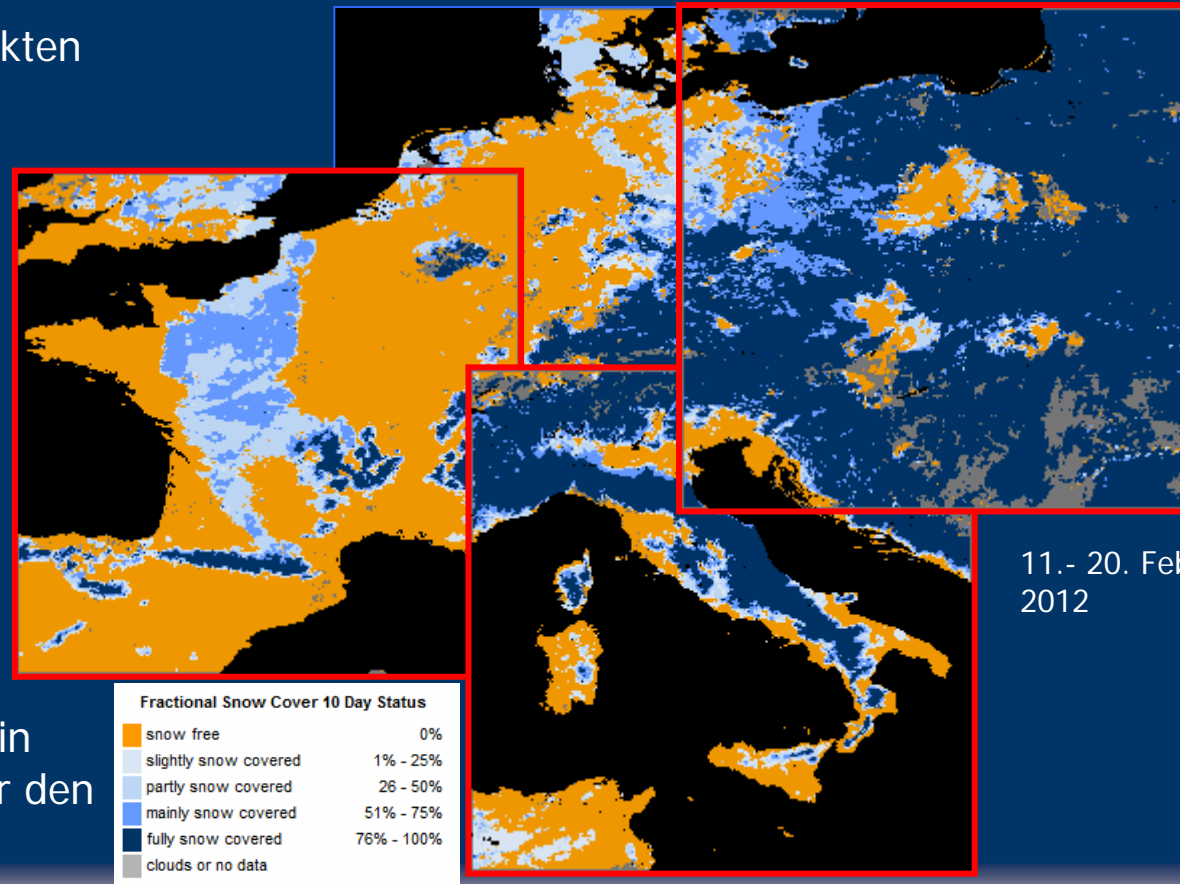 kten
11.- 20. Feb
2012
in
r den
Fractional Snow Cover 10 Day Status
snow free 0%
slightly snow covered 1% - 25%
partly snow covered 26 - 50%
mainly snow covered 51% - 75%
fully snow covered 76% - 100%
clouds or no data